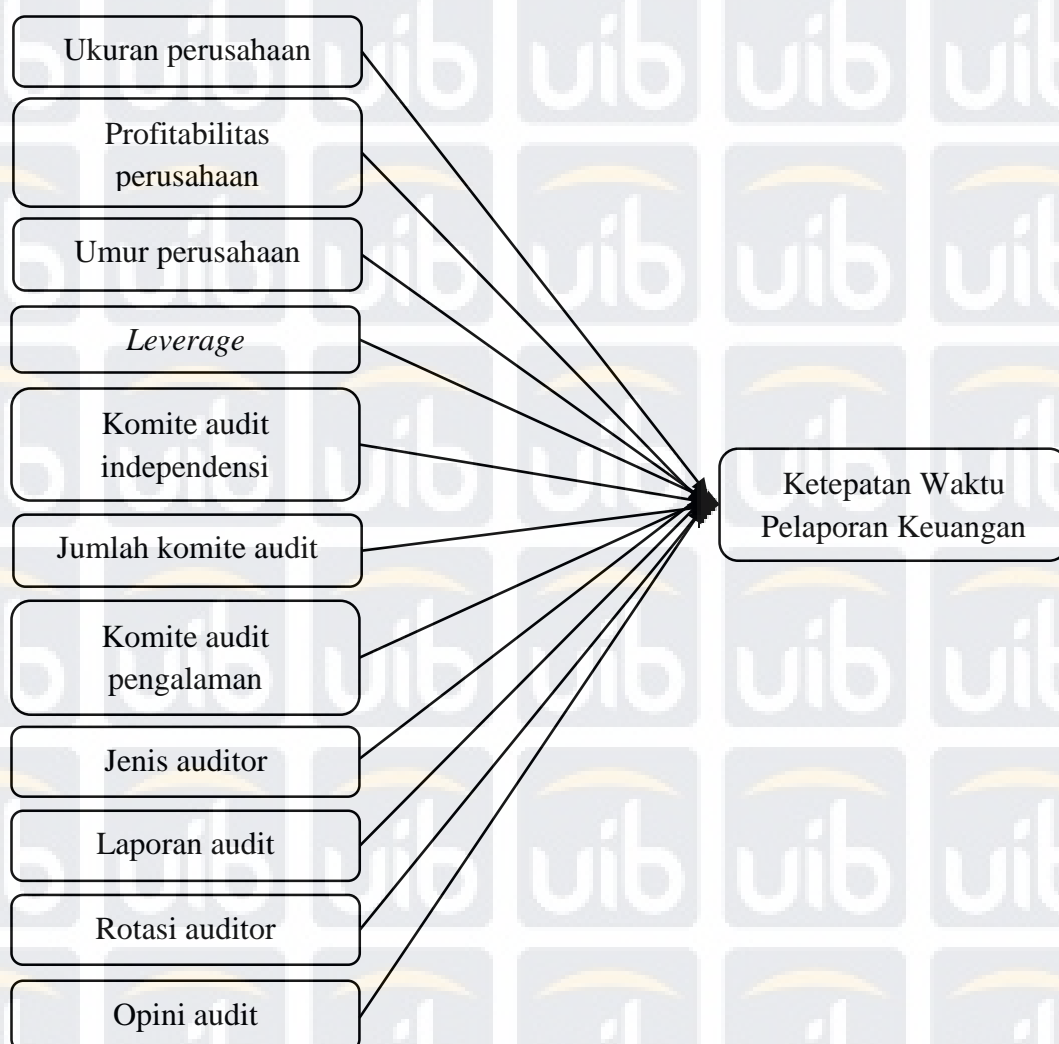 Ukuran perusahaan
Profitabilitas
perusahaan
Umur perusahaan
Leverage
Komite audit
independensi
Jumlah komite audit
Komite audit
pengalaman
Jenis auditor
Laporan audit
Rotasi auditor
Opini audit
Ketepatan Waktu
Pelaporan Keuangan
uib